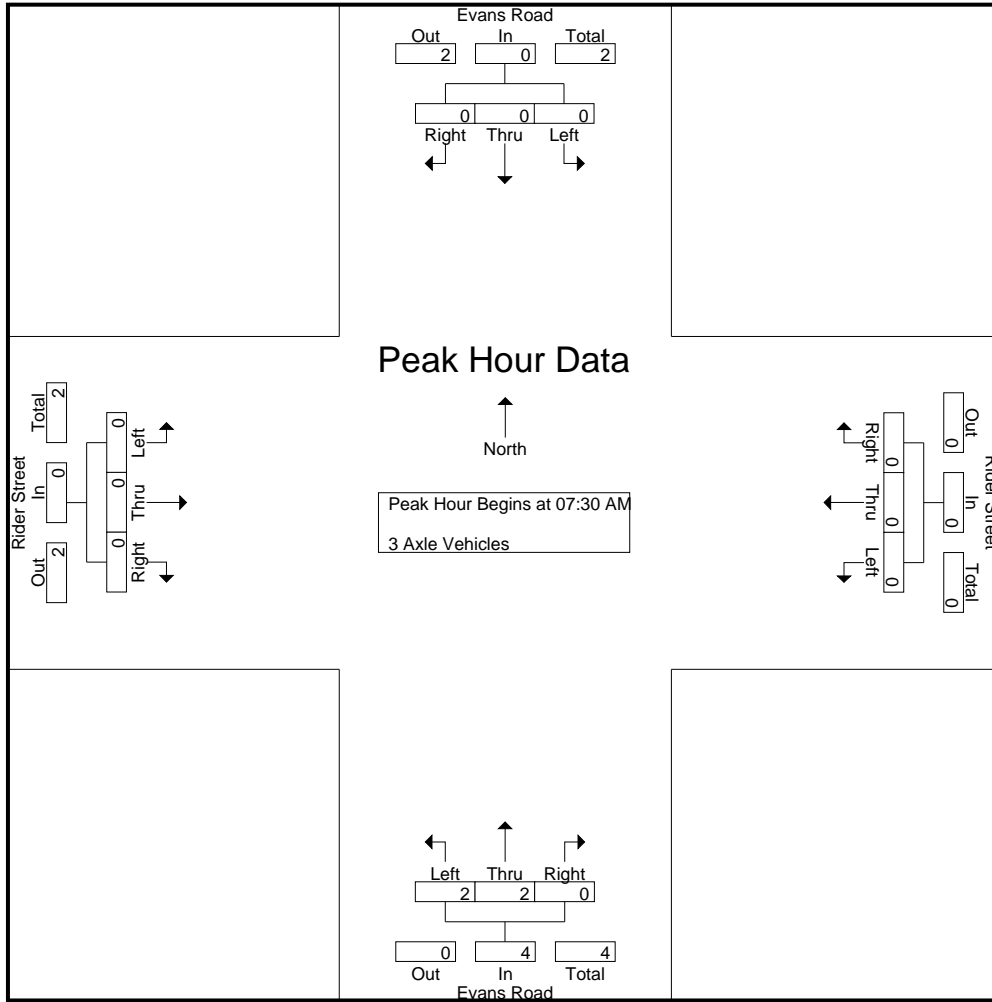 Evans Road
Out In Total
2 0 2
0 0 0
Right Thru Left
Peak Hour Data
North
Peak Hour Begins at 07:30 AM
3 Axle Vehicles
Rider Street
Total In Out
2 0 2
0 0 0
Left Thru Right
Rider Street
Out In Total
0 0 0
0 0 0
Right Thru Left
Left Thru Right
2 2 0
0 4 4
Out In Total
Evans Road